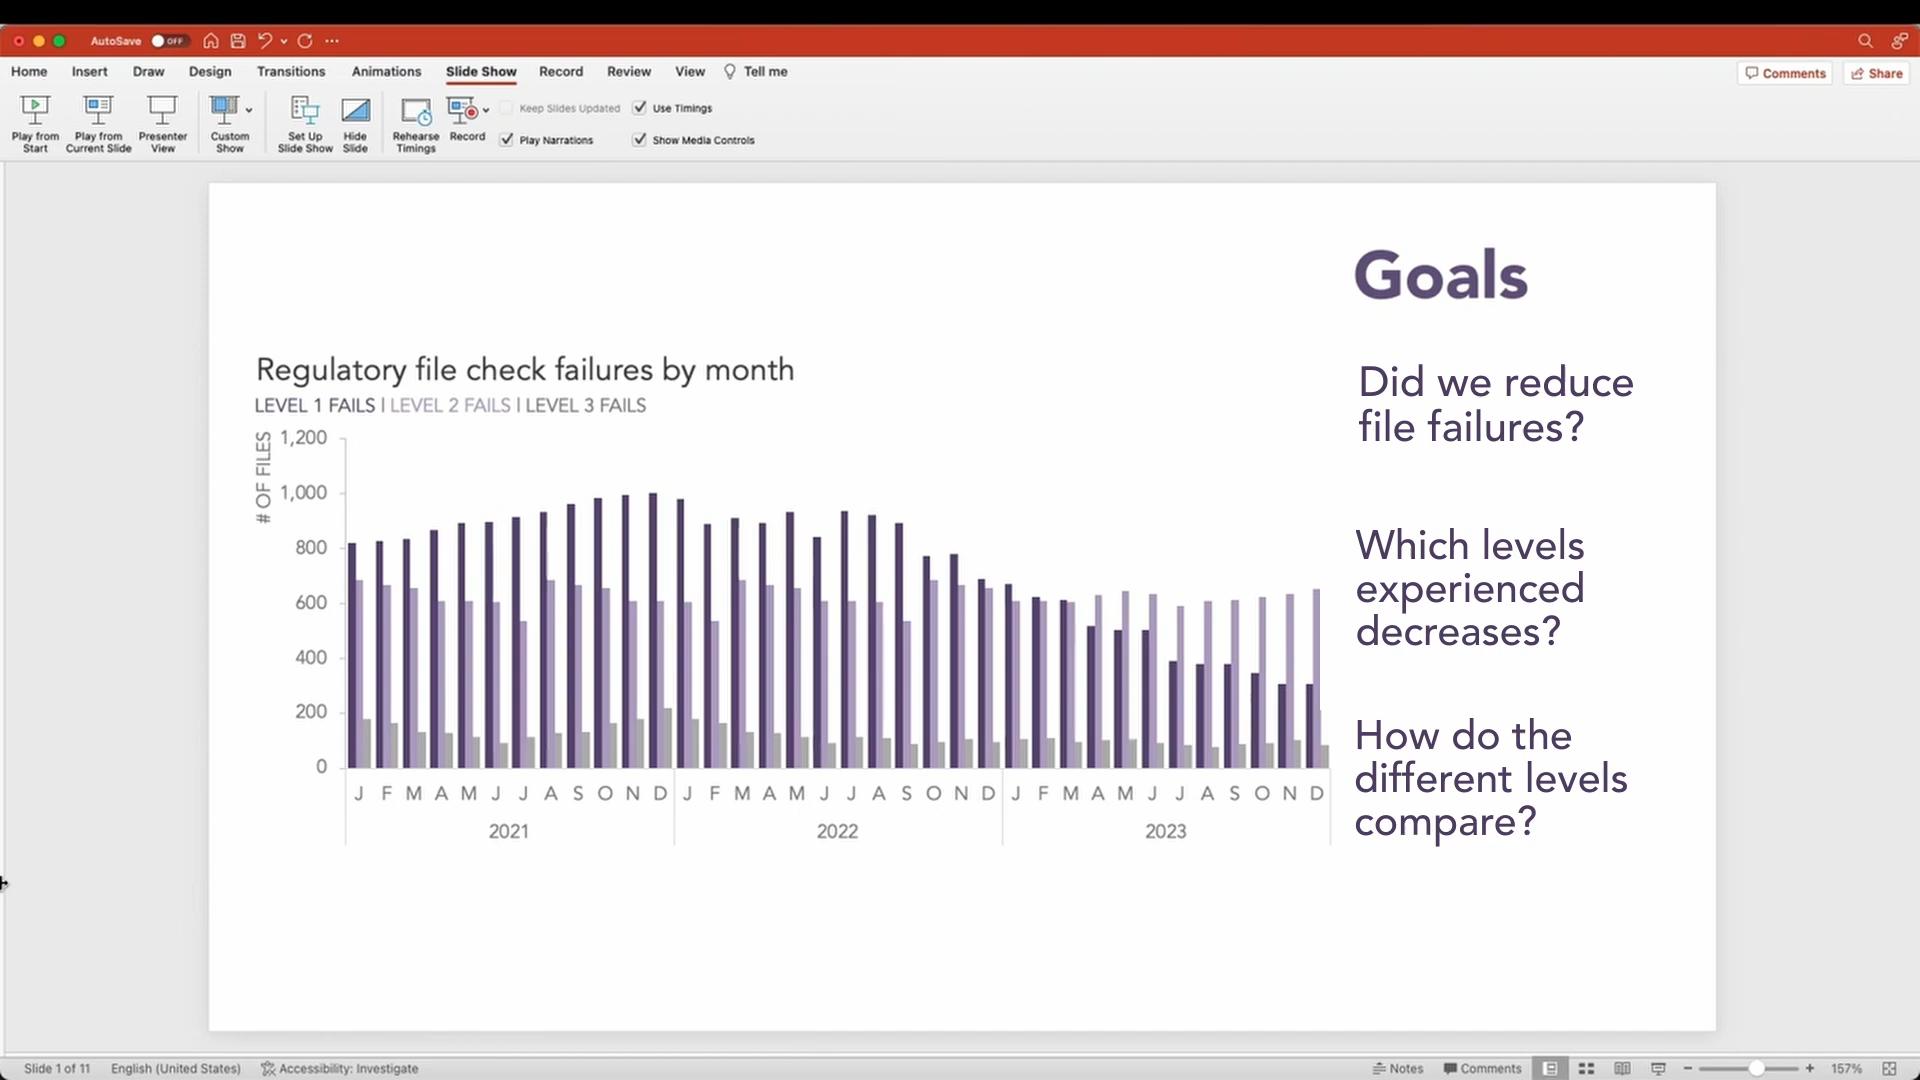 AutoSave OFF
Home Insert Draw Design Transitions Animations Slide Show Record Review View Tell me Comments Share
Play from Start
Play from Current Slide
Presenter View
Custom Show
Set Up Slide Show
Hide Slide
Rehearse Timings
Record
Keep Slides Updated
Use Timings
Play Narrations
Show Media Controls
Goals
Did we reduce
file failures?
Which levels
experienced
decreases?
How do the
different levels
compare?
Regulatory file check failures by month
LEVEL 1 FAILS | LEVEL 2 FAILS | LEVEL 3 FAILS
# OF FILES
1,200
1,000
800
600
400
200
0
J F M A M J J A S O N D J F M A M J J A S O N D J F M A M J J A S O N D
2021 2022 2023
Slide 1 of 11 English (United States) Accessibility: Investigate Notes Comments 157%